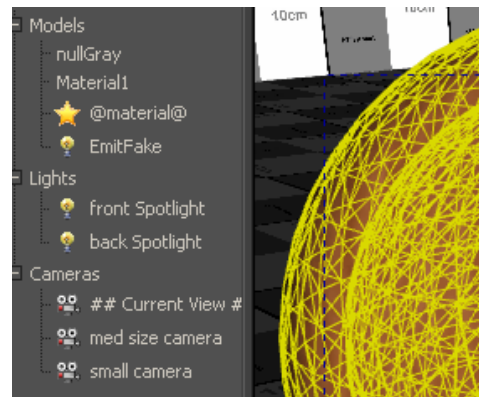 Models
nullGray
Material1
@material@
EmitFake
Lights
front Spotlight
back Spotlight
Cameras
## Current View #
med size camera
small camera
10cm
10cm